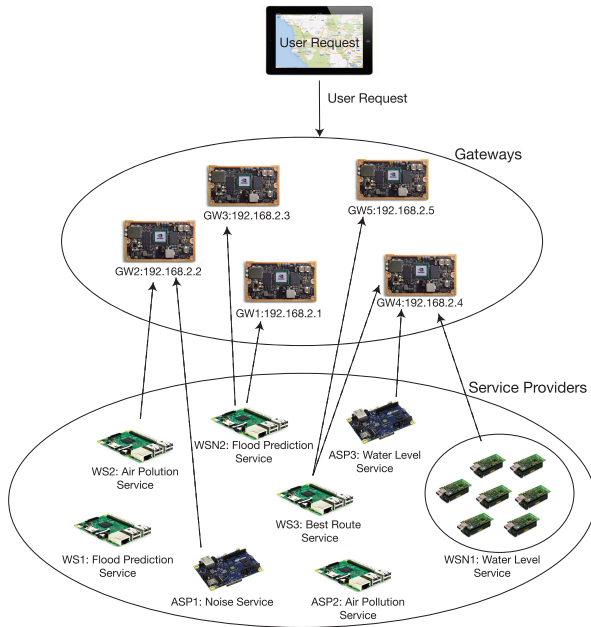 User Request
User Request
Gateways
GW3:192.168.2.3
GW5:192.168.2.5
GW2:192.168.2.2
GW1:192.168.2.1
GW4:192.168.2.4
Service Providers
WS2: Air Polution
Service
WSN2: Flood Prediction
Service
ASP3: Water Level
Service
WS3: Best Route
Service
WS1: Flood Prediction
Service
WSN1: Water Level
Service
ASP1: Noise Service
ASP2: Air Pollution
Service